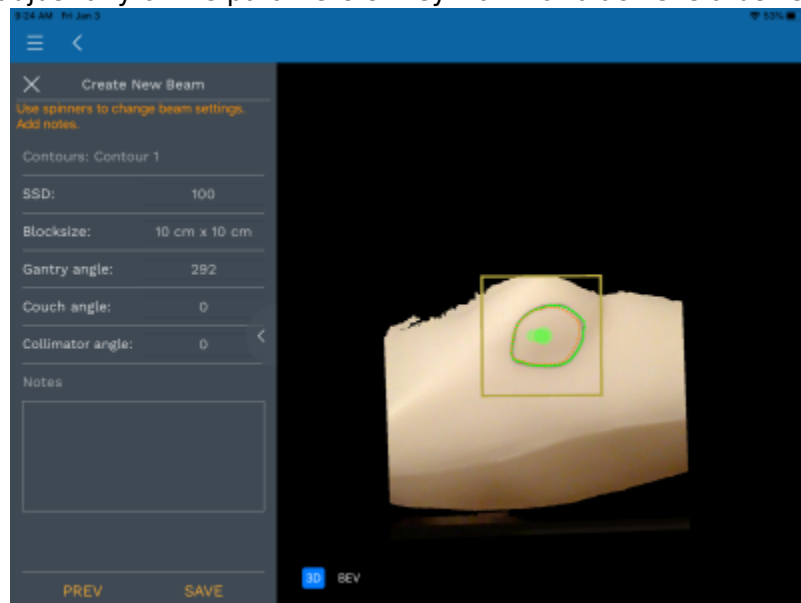 9:24 AM Fri Jan 3
53%
Create New Beam
Use spinners to change beam settings.
Add notes.
Contours: Contour 1
SSD: 100
Blocksize: 10 cm x 10 cm
Gantry angle: 292
Couch angle: 0
Collimator angle: 0
Notes
3D BEV
PREV SAVE